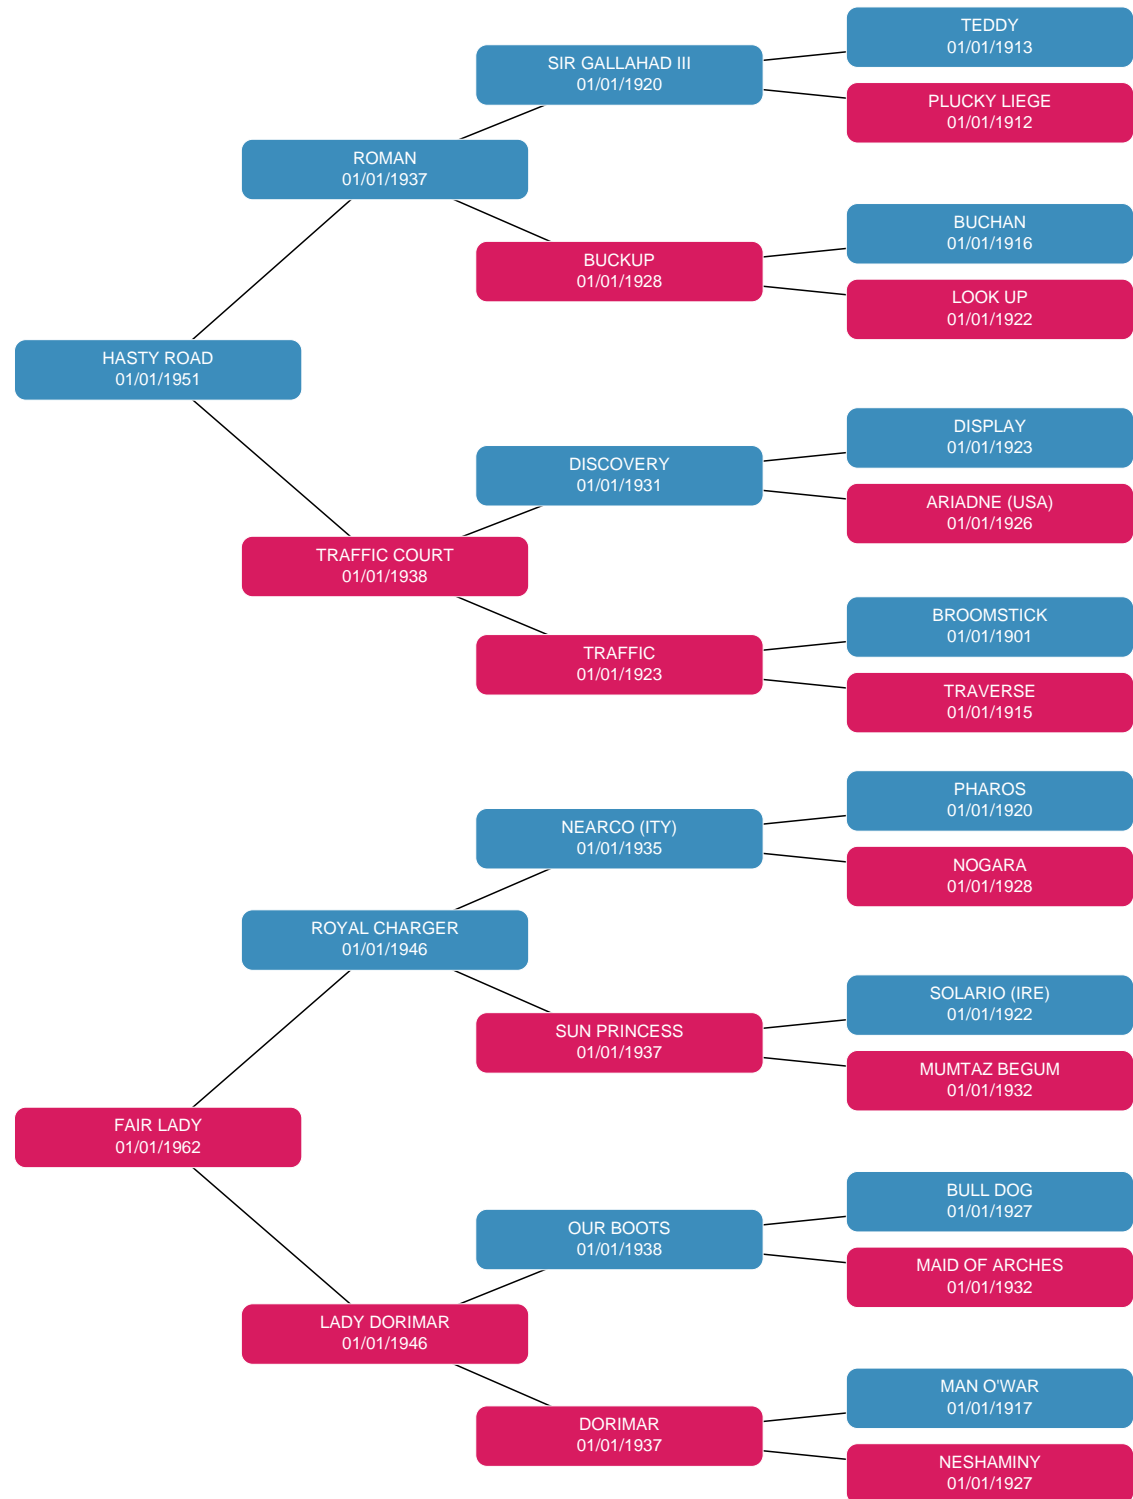 TEDDY
01/01/1913
SIR GALLAHAD III
01/01/1920
PLUCKY LIEGE
01/01/1912
ROMAN
01/01/1937
BUCHAN
01/01/1916
BUCKUP
01/01/1928
LOOK UP
01/01/1922
HASTY ROAD
01/01/1951
DISPLAY
01/01/1923
DISCOVERY
01/01/1931
ARIADNE (USA)
01/01/1926
TRAFFIC COURT
01/01/1938
BROOMSTICK
01/01/1901
TRAFFIC
01/01/1923
TRAVERSE
01/01/1915
PHAROS
01/01/1920
NEARCO (ITY)
01/01/1935
NOGARA
01/01/1928
ROYAL CHARGER
01/01/1946
SOLARIO (IRE)
01/01/1922
SUN PRINCESS
01/01/1937
MUMTAZ BEGUM
01/01/1932
FAIR LADY
01/01/1962
BULL DOG
01/01/1927
OUR BOOTS
01/01/1938
MAID OF ARCHES
01/01/1932
LADY DORIMAR
01/01/1946
MAN O'WAR
01/01/1917
DORIMAR
01/01/1937
NESHAMINY
01/01/1927